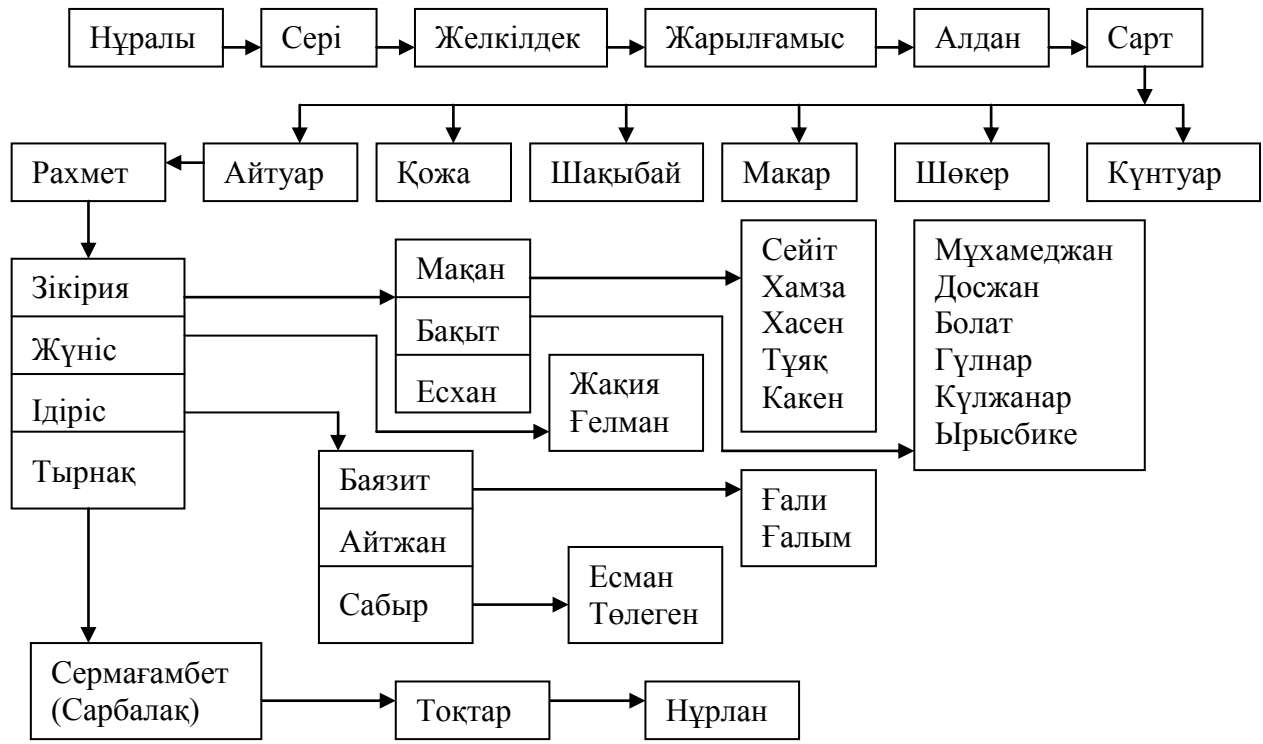 Нұралы
Сері
Желкілдек
Жарылғамыс
Алдан
Сарт
Рахмет
Айтуар
Қожа
Шақыбай
Макар
Шөкер
Күнтуар
Зікірия
Жүніс
Ідіріс
Тырнақ
Мақан
Бақыт
Есхан
Сейіт
Хамза
Хасен
Тұяқ
Какен
Мұхамеджан
Досжан
Болат
Гүлнар
Күлжанар
Ырысбике
Жақия
Ғелман
Баязит
Айтжан
Сабыр
Ғали
Ғалым
Есман
Төлеген
Сермағамбет
(Сарбалақ)
Тоқтар
Нұрлан